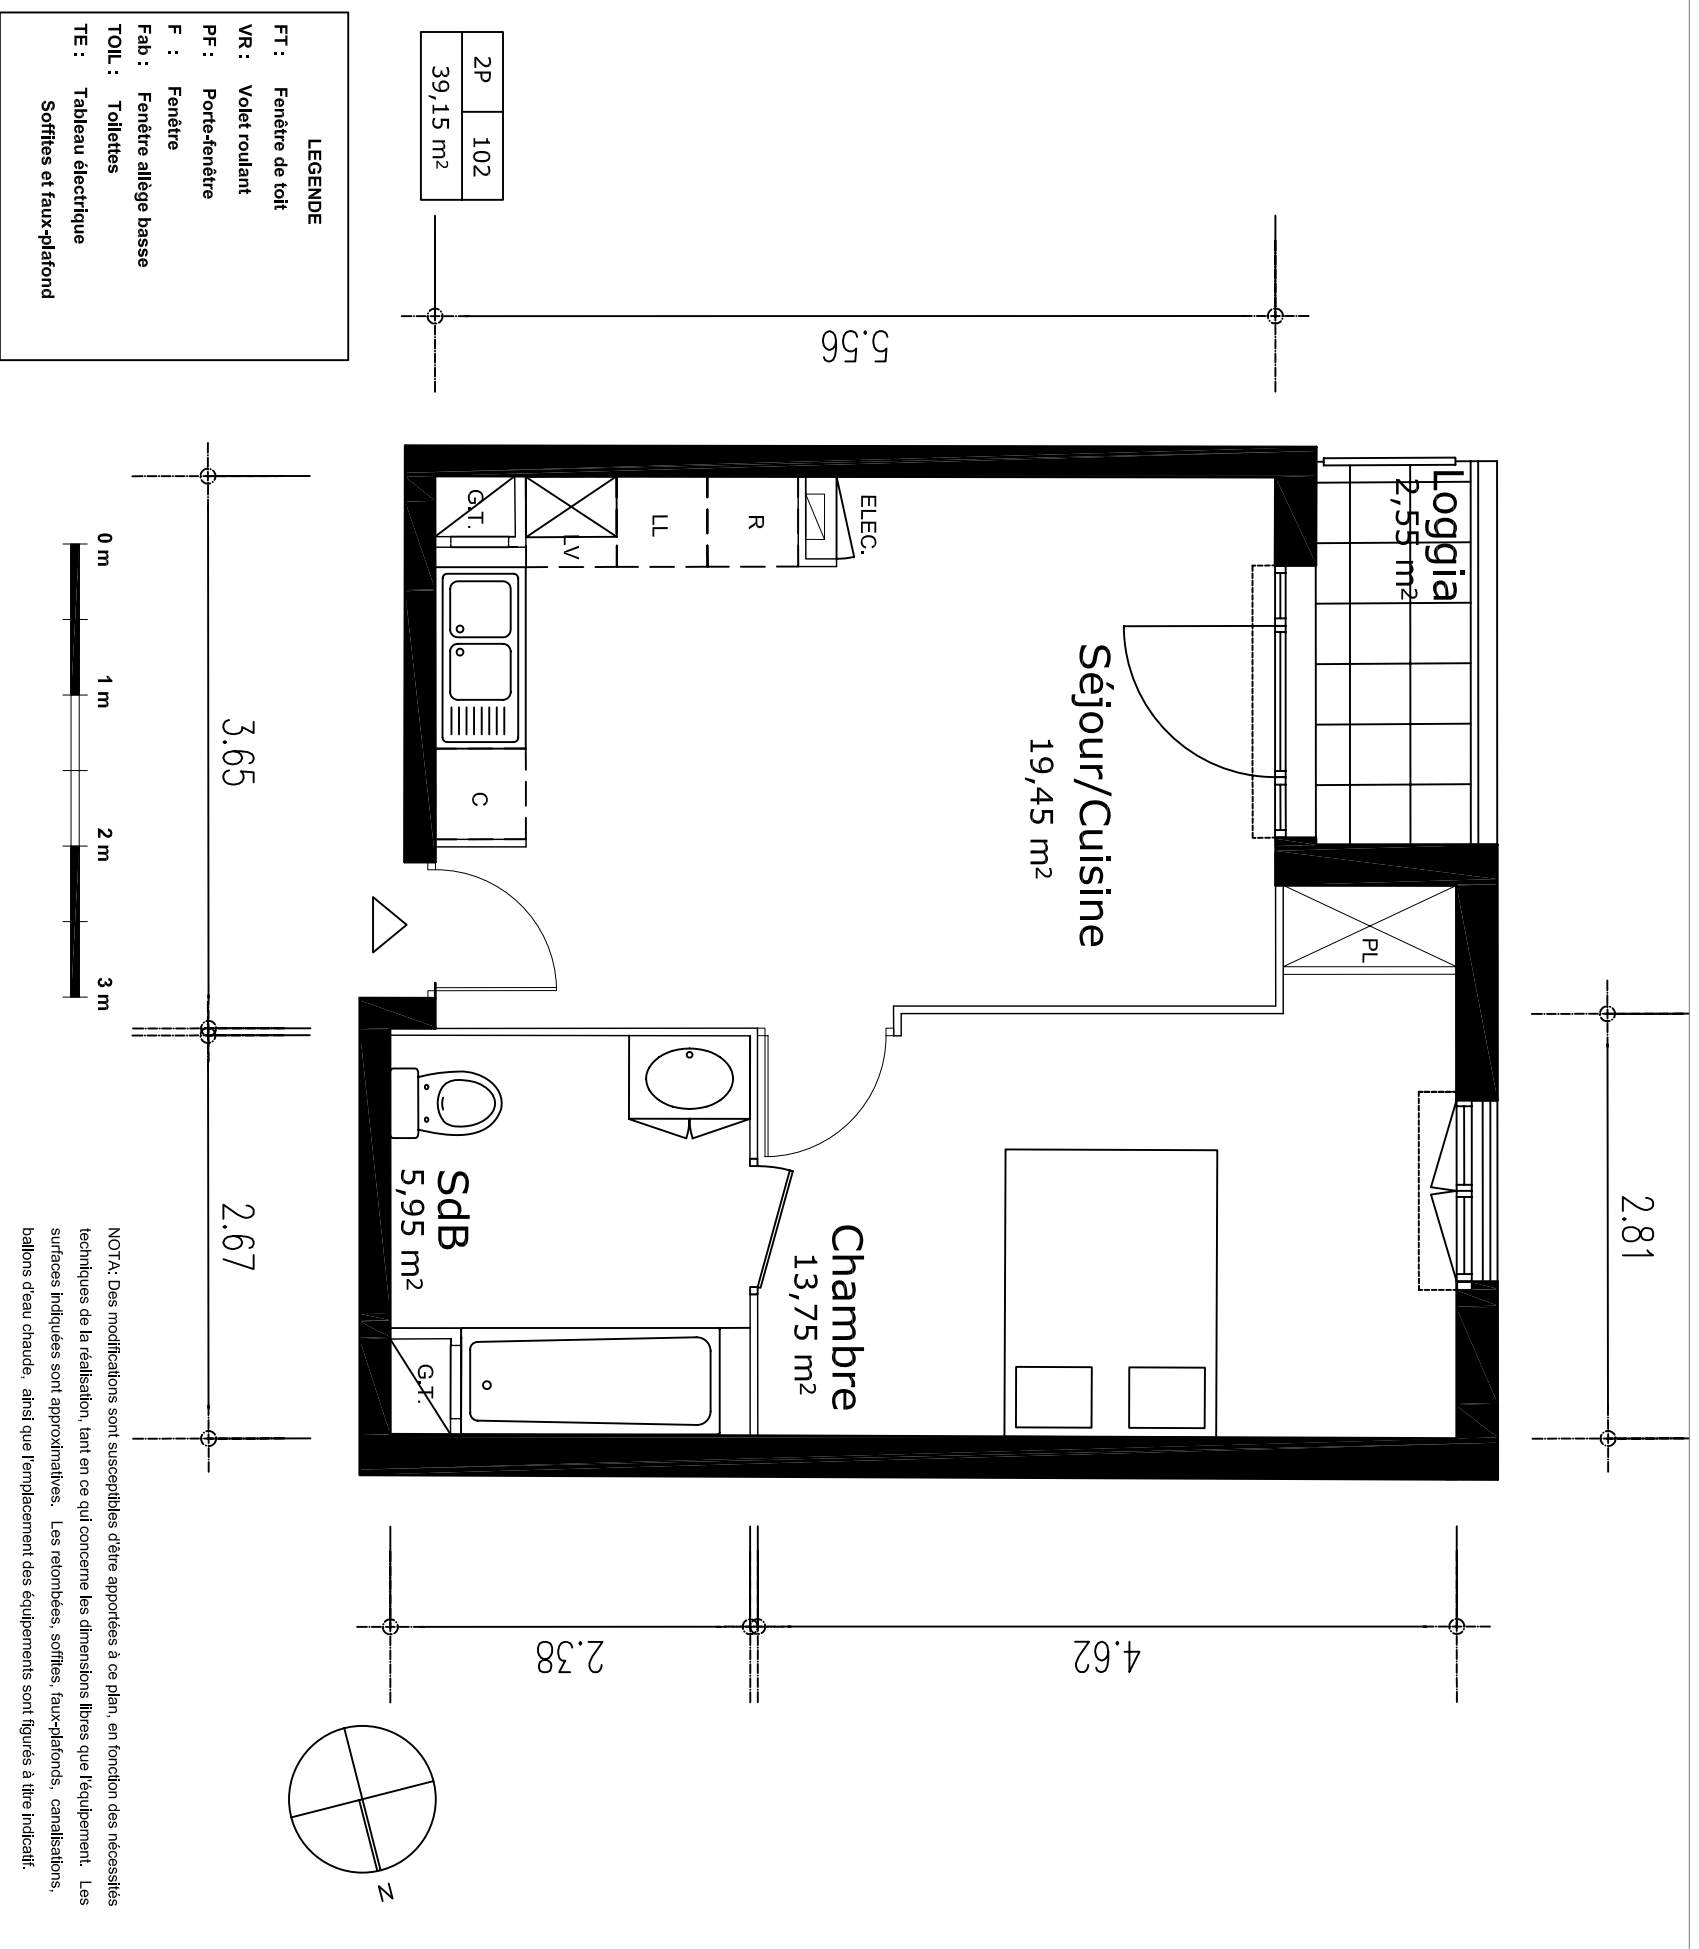 2P 102
39,15 m²
LEGENDE
FT : Fenêtre de toit
VR : Volet roulant
PF : Porte-fenêtre
F : Fenêtre
Fab : Fenêtre allège basse
TOIL : Toilettes
TE : Tableau électrique
Soffites et faux-plafond
5.56
Loggia
2,55 m²
ELEC.
R
LL
LV
G.T.
C
Séjour/Cuisine
19,45 m²
PL
2.81
Chambre
13,75 m²
SdB
5,95 m²
G.T.
3.65
2.67
0 m 1 m 2 m 3 m
2.38
4.62
N
NOTA: Des modifications sont susceptibles d'être apportées à ce plan, en fonction des nécessités
techniques de la réalisation, tant en ce qui concerne les dimensions libres que l'équipement. Les
surfaces indiquées sont approximatives. Les retombées, soffites, faux-plafonds, canalisations,
ballons d'eau chaude, ainsi que l'emplacement des équipements sont figurés à titre indicatif.